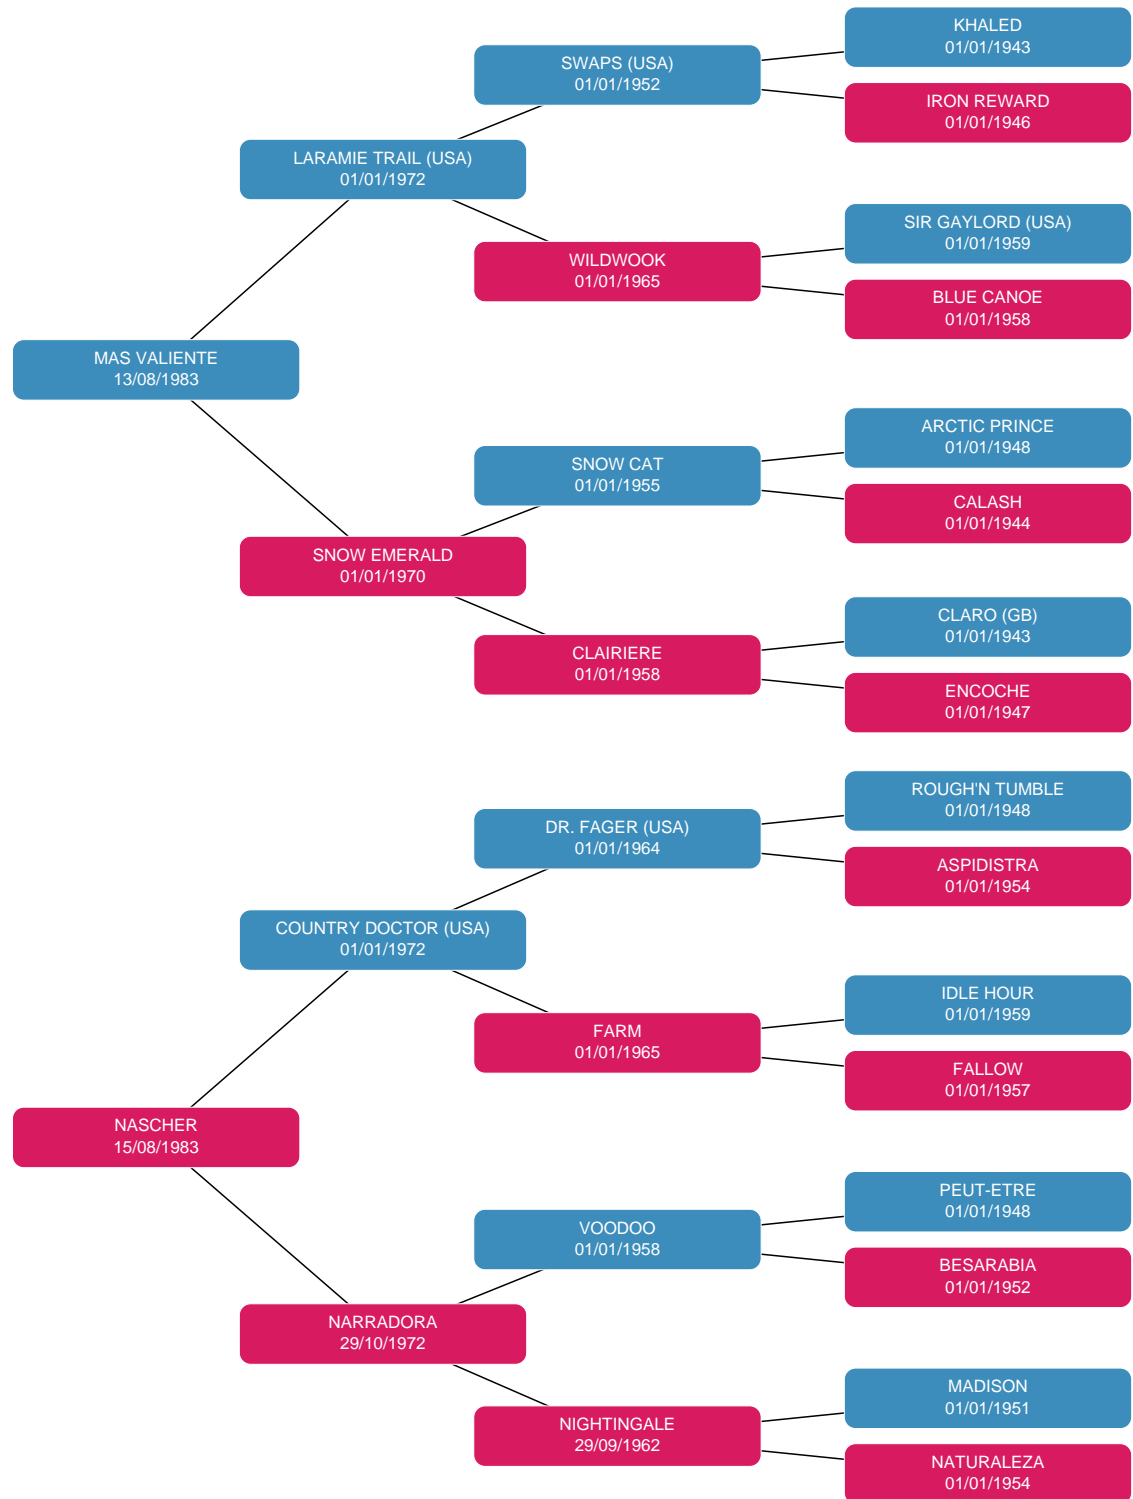 KHALED
01/01/1943
SWAPS (USA)
01/01/1952
IRON REWARD
01/01/1946
LARAMIE TRAIL (USA)
01/01/1972
SIR GAYLORD (USA)
01/01/1959
WILDWOOK
01/01/1965
BLUE CANOE
01/01/1958
MAS VALIENTE
13/08/1983
ARCTIC PRINCE
01/01/1948
SNOW CAT
01/01/1955
CALASH
01/01/1944
SNOW EMERALD
01/01/1970
CLARO (GB)
01/01/1943
CLAIRIERE
01/01/1958
ENCOCHE
01/01/1947
ROUGH'N TUMBLE
01/01/1948
DR. FAGER (USA)
01/01/1964
ASPIDISTRA
01/01/1954
COUNTRY DOCTOR (USA)
01/01/1972
IDLE HOUR
01/01/1959
FARM
01/01/1965
FALLOW
01/01/1957
NASCHER
15/08/1983
PEUT-ETRE
01/01/1948
VOODOO
01/01/1958
BESARABIA
01/01/1952
NARRADORA
29/10/1972
MADISON
01/01/1951
NIGHTINGALE
29/09/1962
NATURALEZA
01/01/1954